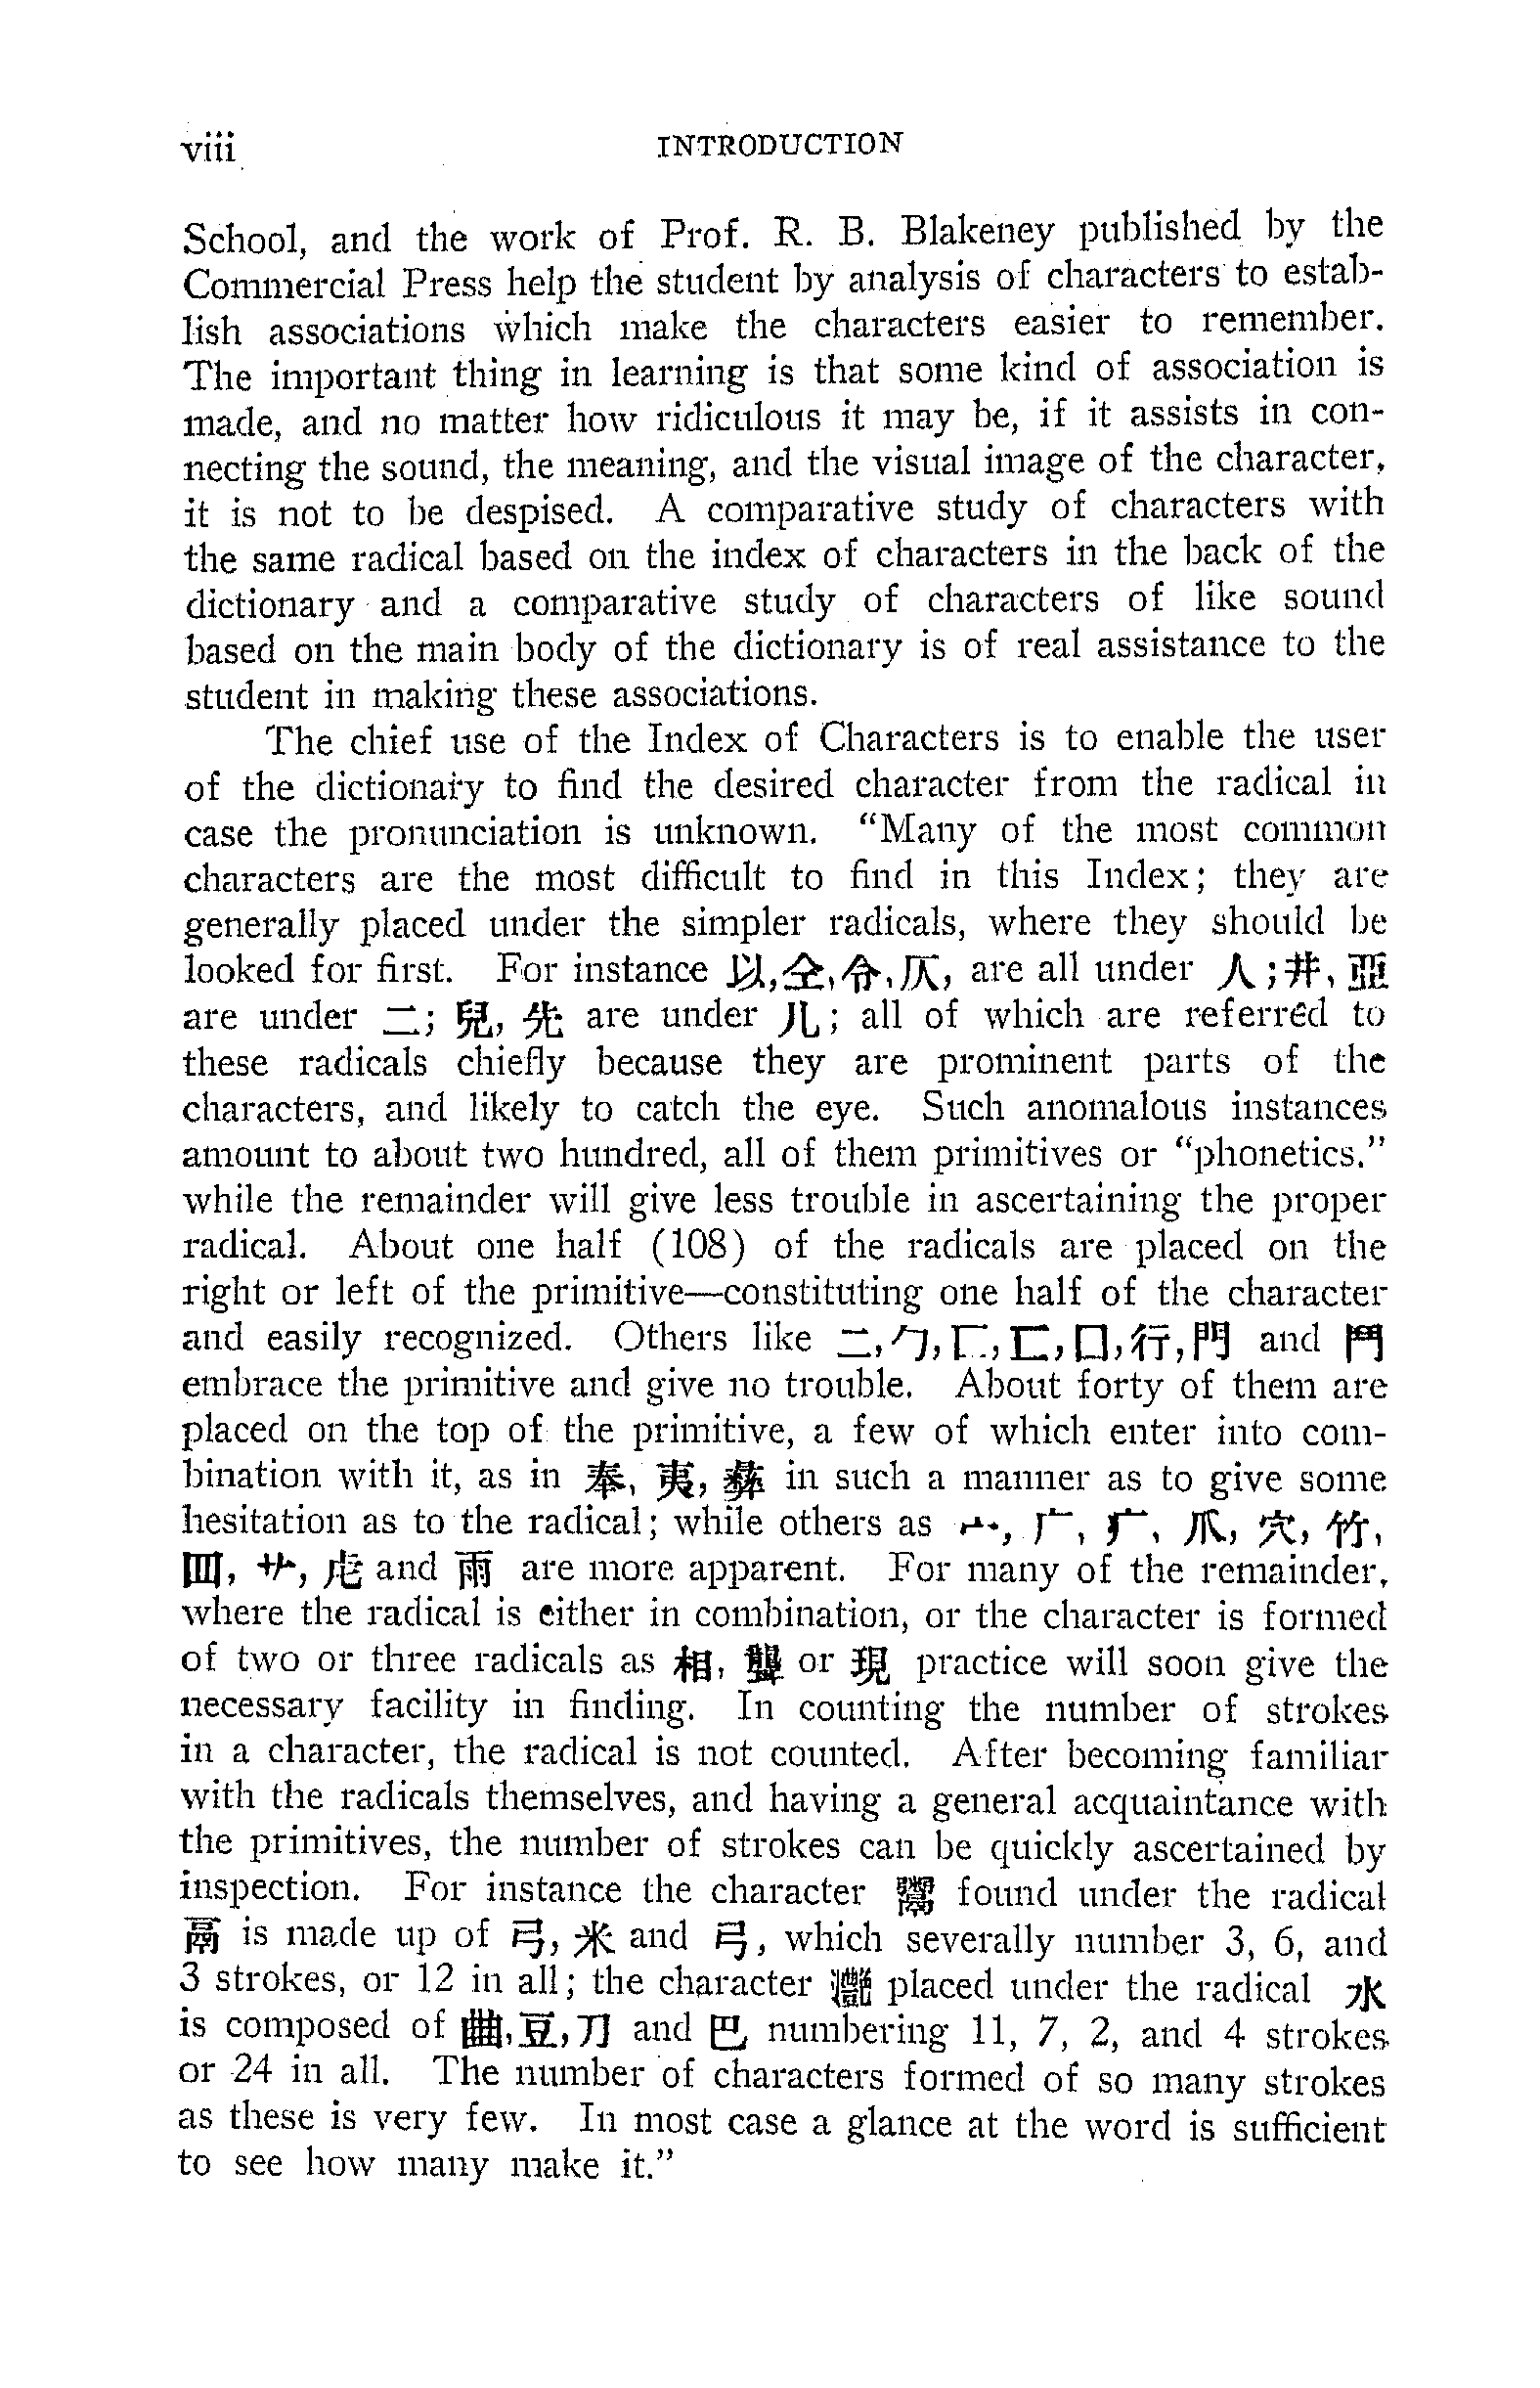 viii INTRODUCTION
School, and the work of Prof. R. B. Blakeney published by the
Commercial Press help the student by analysis of characters to estab-
lish associations which make the characters easier to remember.
The important thing in learning is that some kind of association is
made, and no matter how ridiculous it may be, if it assists in con-
necting the sound, the meaning, and the visual image of the character,
it is not to be despised. A comparative study of characters with
the same radical based on the index of characters in the back of the
dictionary and a comparative study of characters of like sound
based on the main body of the dictionary is of real assistance to the
student in making these associations.
The chief use of the Index of Characters is to enable the user
of the dictionary to find the desired character from the radical in
case the pronunciation is unknown. “Many of the most common
characters are the most difficult to find in this Index; they are
generally placed under the simpler radicals, where they should be
looked for first. For instance 以,全,令,仄, are all under 人;井, 亞
are under 二; 兒, 先 are under 儿; all of which are referred to
these radicals chiefly because they are prominent parts of the
characters, and likely to catch the eye. Such anomalous instances
amount to about two hundred, all of them primitives or “phonetics.”
while the remainder will give less trouble in ascertaining the proper
radical. About one half (108) of the radicals are placed on the
right or left of the primitive—constituting one half of the character
and easily recognized. Others like 二,勹,匚,匸,囗,行,門 and 鬥
embrace the primitive and give no trouble. About forty of them are
placed on the top of the primitive, a few of which enter into com-
bination with it, as in 奉, 夷, 彝 in such a manner as to give some
hesitation as to the radical; while others as 宀, 广, 疒, 爪, 穴, 竹,
罒, 艹, 虍 and 雨 are more apparent. For many of the remainder,
where the radical is either in combination, or the character is formed
of two or three radicals as 相, 聾 or 現 practice will soon give the
necessary facility in finding. In counting the number of strokes
in a character, the radical is not counted. After becoming familiar
with the radicals themselves, and having a general acquaintance with
the primitives, the number of strokes can be quickly ascertained by
inspection. For instance the character 鬻 found under the radical
鬲 is made up of 弓, 米 and 弓, which severally number 3, 6, and
3 strokes, or 12 in all; the character 灔 placed under the radical 水
is composed of 豆,刀 and 巴 numbering 11, 7, 2, and 4 strokes
or 24 in all. The number of characters formed of so many strokes
as these is very few. In most case a glance at the word is sufficient
to see how many make it.”